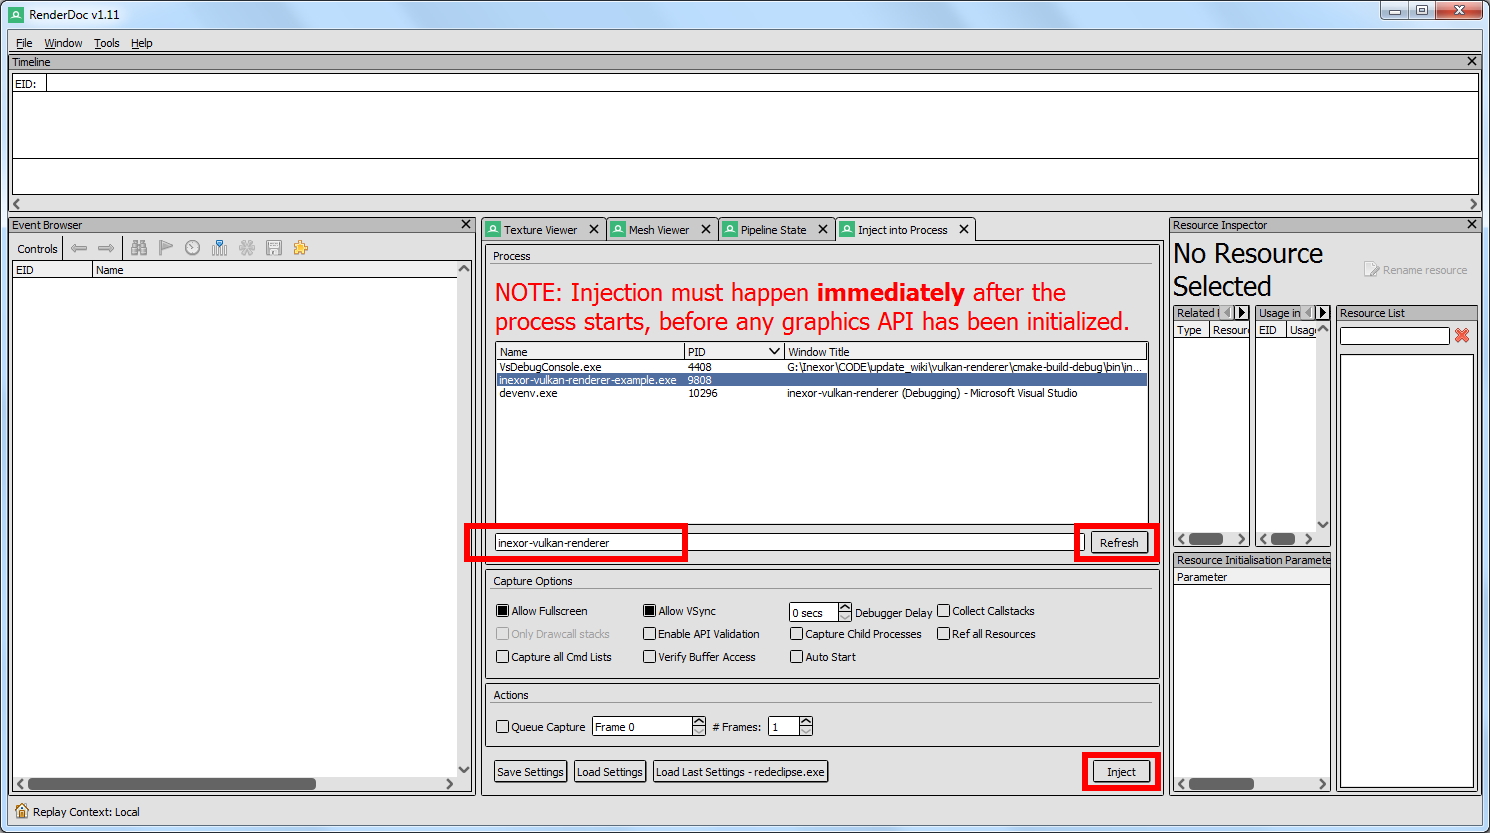 RenderDoc v1.11
File Window Tools Help
Timeline
EID:
Event Browser
Controls
EID Name
Texture Viewer Mesh Viewer Pipeline State Inject into Process
Process
NOTE: Injection must happen immediately after the
process starts, before any graphics API has been initialized.
Name PID Window Title
VsDebugConsole.exe 4408 G:\Inexor\CODE\update_wiki\vulkan-renderer\cmake-build-debug\bin\in...
inexor-vulkan-renderer-example.exe 9808
devenv.exe 10296 inexor-vulkan-renderer (Debugging) - Microsoft Visual Studio
inexor-vulkan-renderer Refresh
Capture Options
Allow Fullscreen Allow VSync 0 secs Debugger Delay Collect Callstacks
Only Drawcall stacks Enable API Validation Capture Child Processes Ref all Resources
Capture all Cmd Lists Verify Buffer Access Auto Start
Actions
Queue Capture Frame 0 # Frames: 1
Save Settings Load Settings Load Last Settings - redeclipse.exe Inject
Resource Inspector
No Resource
Selected
Rename resource
Related I Usage in Resource List
Type Resourc EID Usag
Resource Initialisation Paramete
Parameter
Replay Context: Local